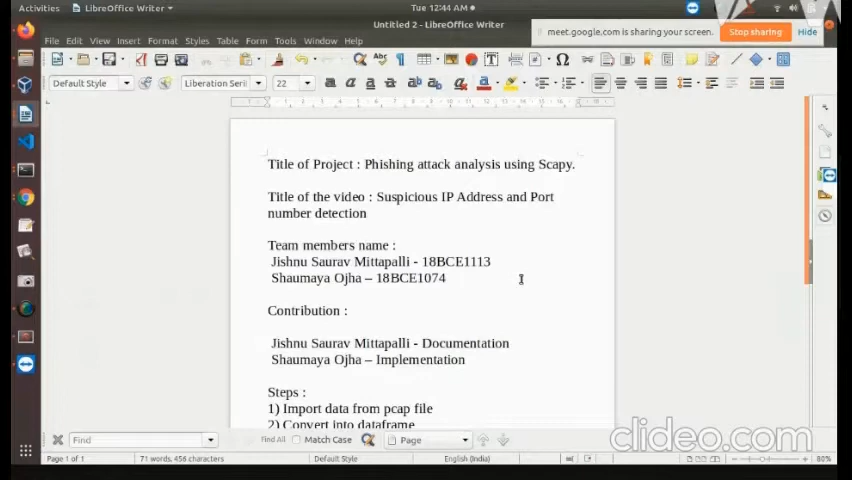 Activities LibreOffice Writer Tue 12:44 AM
Untitled 2 - LibreOffice Writer
meet.google.com is sharing your screen. Stop sharing Hide
File Edit View Insert Format Styles Table Form Tools Window Help
Default Style Liberation Seri 22
Title of Project : Phishing attack analysis using Scapy.
Title of the video : Suspicious IP Address and Port
number detection
Team members name :
Jishnu Saurav Mittapalli - 18BCE1113
Shaumaya Ojha – 18BCE1074
Contribution :
Jishnu Saurav Mittapalli - Documentation
Shaumaya Ojha – Implementation
Steps :
1) Import data from pcap file
2) Convert into dataframe
Find Find All Match Case Page
clideo.com
Page 1 of 1 71 words, 456 characters Default Style English (India) 80%